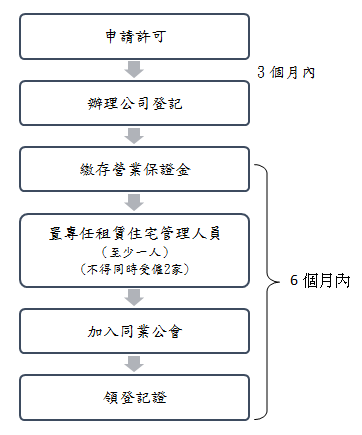 申請許可
3個月內
辦理公司登記
繳存營業保證金
置專任租賃住宅管理人員
（至少一人）
（不得同時受僱2家）
6個月內
加入同業公會
領登記證